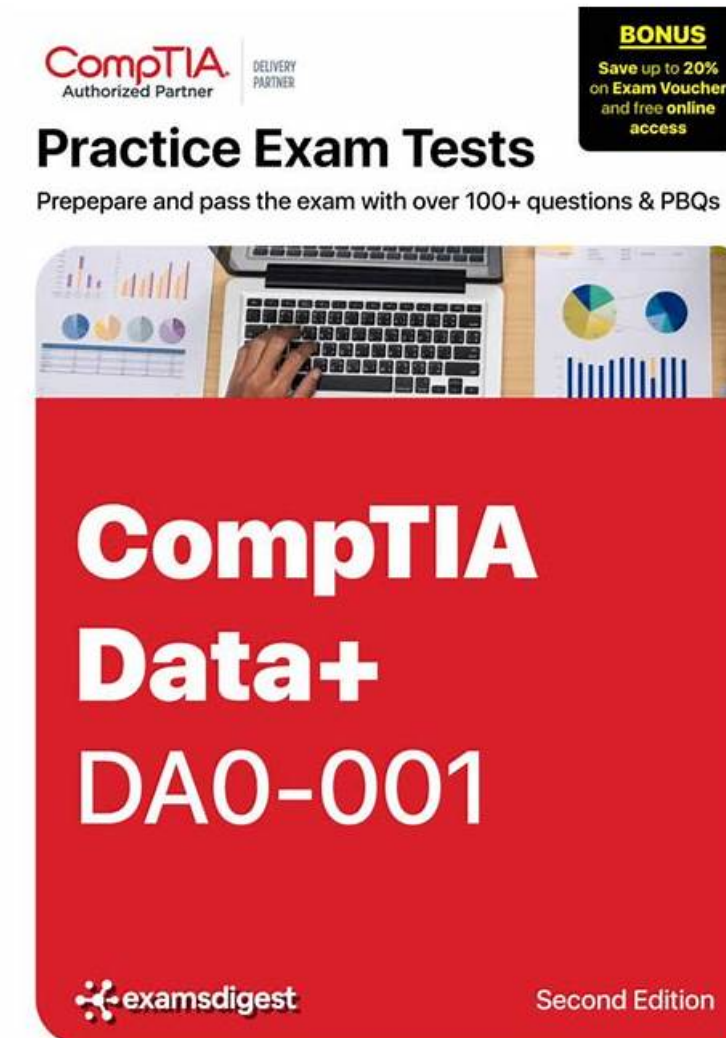 CompTIA.
Authorized Partner
DELIVERY
PARTNER
BONUS
Save up to 20%
on Exam Voucher
and free online
access
Practice Exam Tests
Prepepare and pass the exam with over 100+ questions & PBQs
CompTIA
Data+
DA0-001
examsdigest
Second Edition